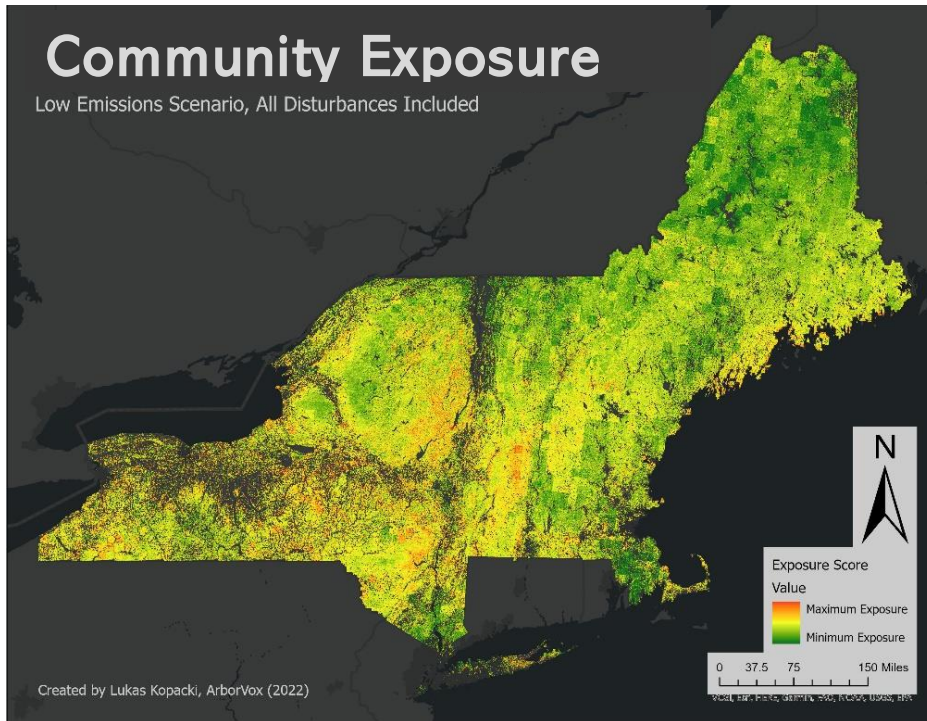 Community Exposure
Low Emissions Scenario, All Disturbances Included
N
Exposure Score
Value
Maximum Exposure
Minimum Exposure
0 37.5 75 150 Miles
Created by Lukas Kopacki, ArborVox (2022)